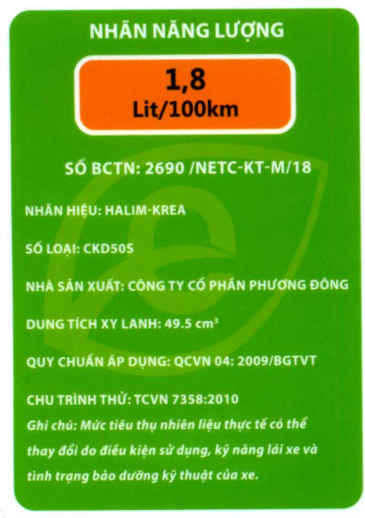 NHÃN NĂNG LƯỢNG
1,8
Lit/100km
SỐ BCTN: 2690 /NETC-KT-M/18
NHÃN HIỆU: HALIM-KREA
SỐ LOẠI: CKD50S
NHÀ SẢN XUẤT: CÔNG TY CỔ PHẦN PHƯƠNG ĐÔNG
DUNG TÍCH XY LANH: 49.5 cm³
QUY CHUẨN ÁP DỤNG: QCVN 04: 2009/BGTVT
CHU TRÌNH THỬ: TCVN 7358:2010
Ghi chú: Mức tiêu thụ nhiên liệu thực tế có thể
thay đổi do điều kiện sử dụng, kỹ năng lái xe và
tình trạng bảo dưỡng kỹ thuật của xe.